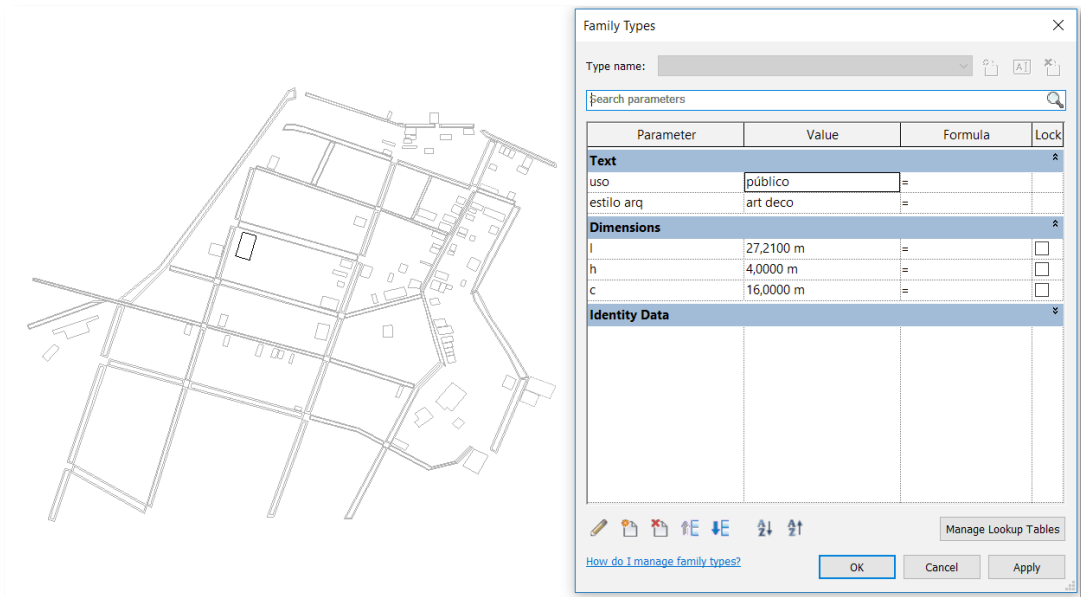 Family Types
Type name:
Search parameters
Parameter Value Formula Lock
Text
uso público =
estilo arq art deco =
Dimensions
l 27,2100 m =
h 4,0000 m =
c 16,0000 m =
Identity Data
Manage Lookup Tables
How do I manage family types?
OK Cancel Apply